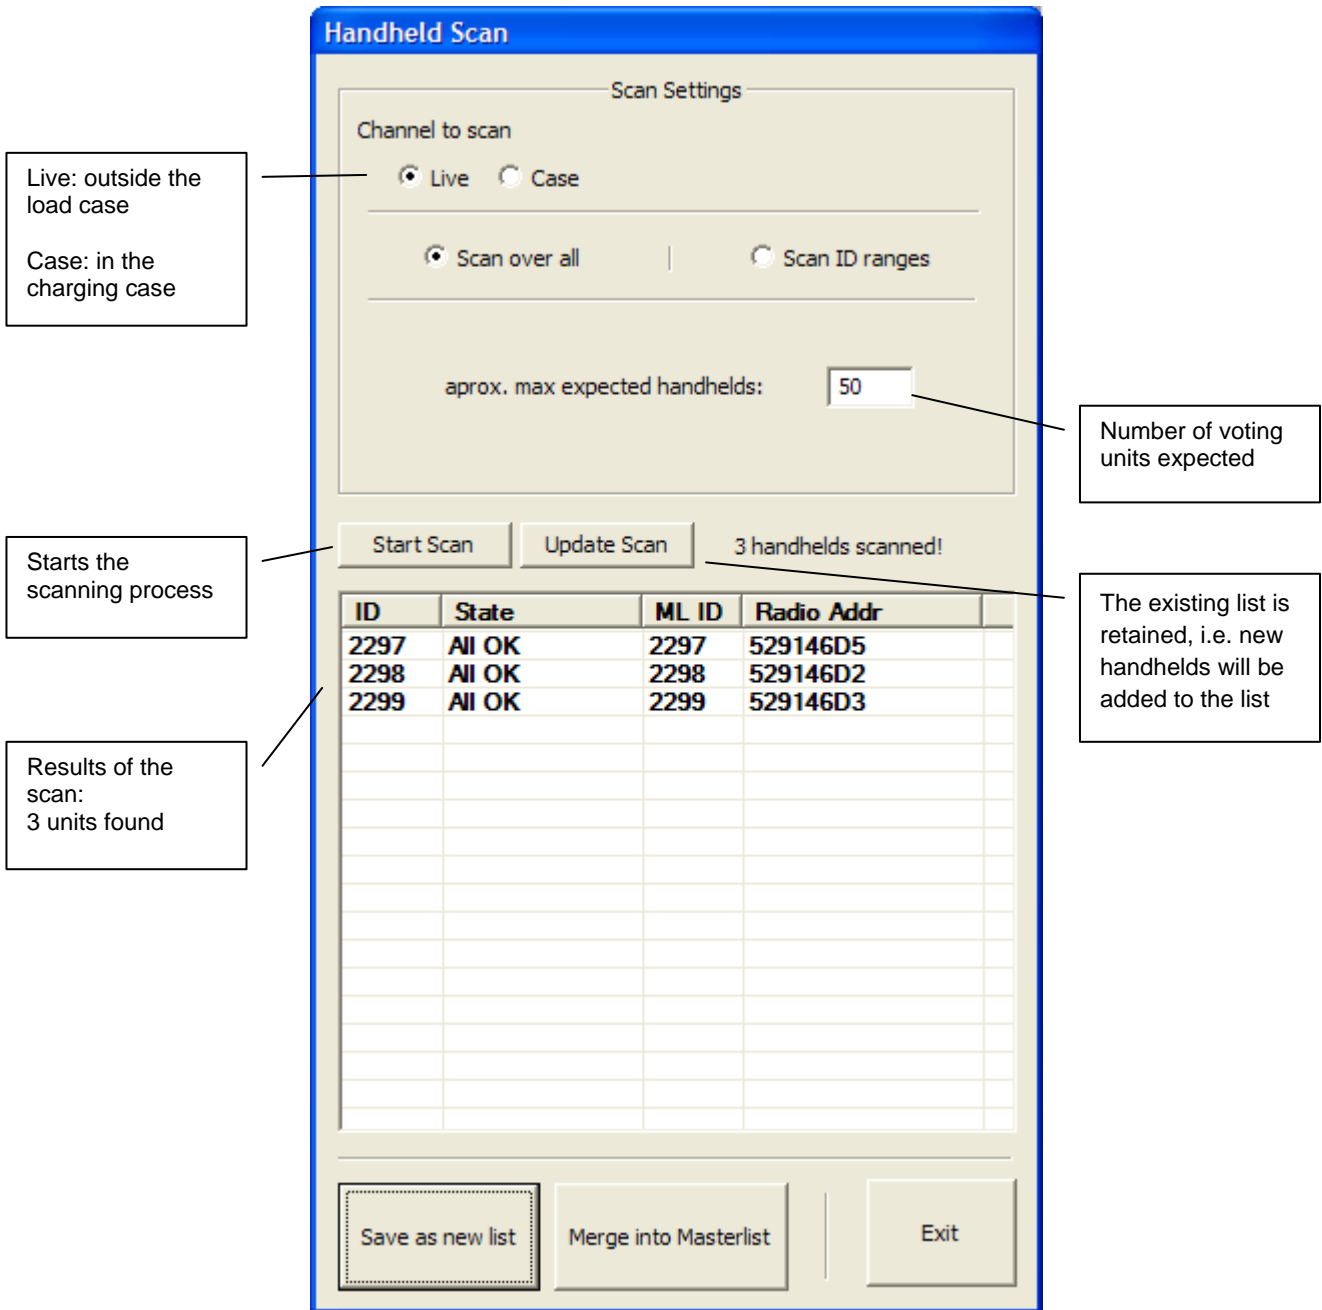 Handheld Scan
Scan Settings
Channel to scan
Live Case
Live: outside the
load case
Case: in the
charging case
Scan over all Scan ID ranges
aprox. max expected handhelds: 50
Number of voting
units expected
Start Scan Update Scan 3 handhelds scanned!
Starts the
scanning process
The existing list is
retained, i.e. new
handhelds will be
added to the list
ID State ML ID Radio Addr
2297 All OK 2297 529146D5
2298 All OK 2298 529146D2
2299 All OK 2299 529146D3
Results of the
scan:
3 units found
Save as new list Merge into Masterlist Exit